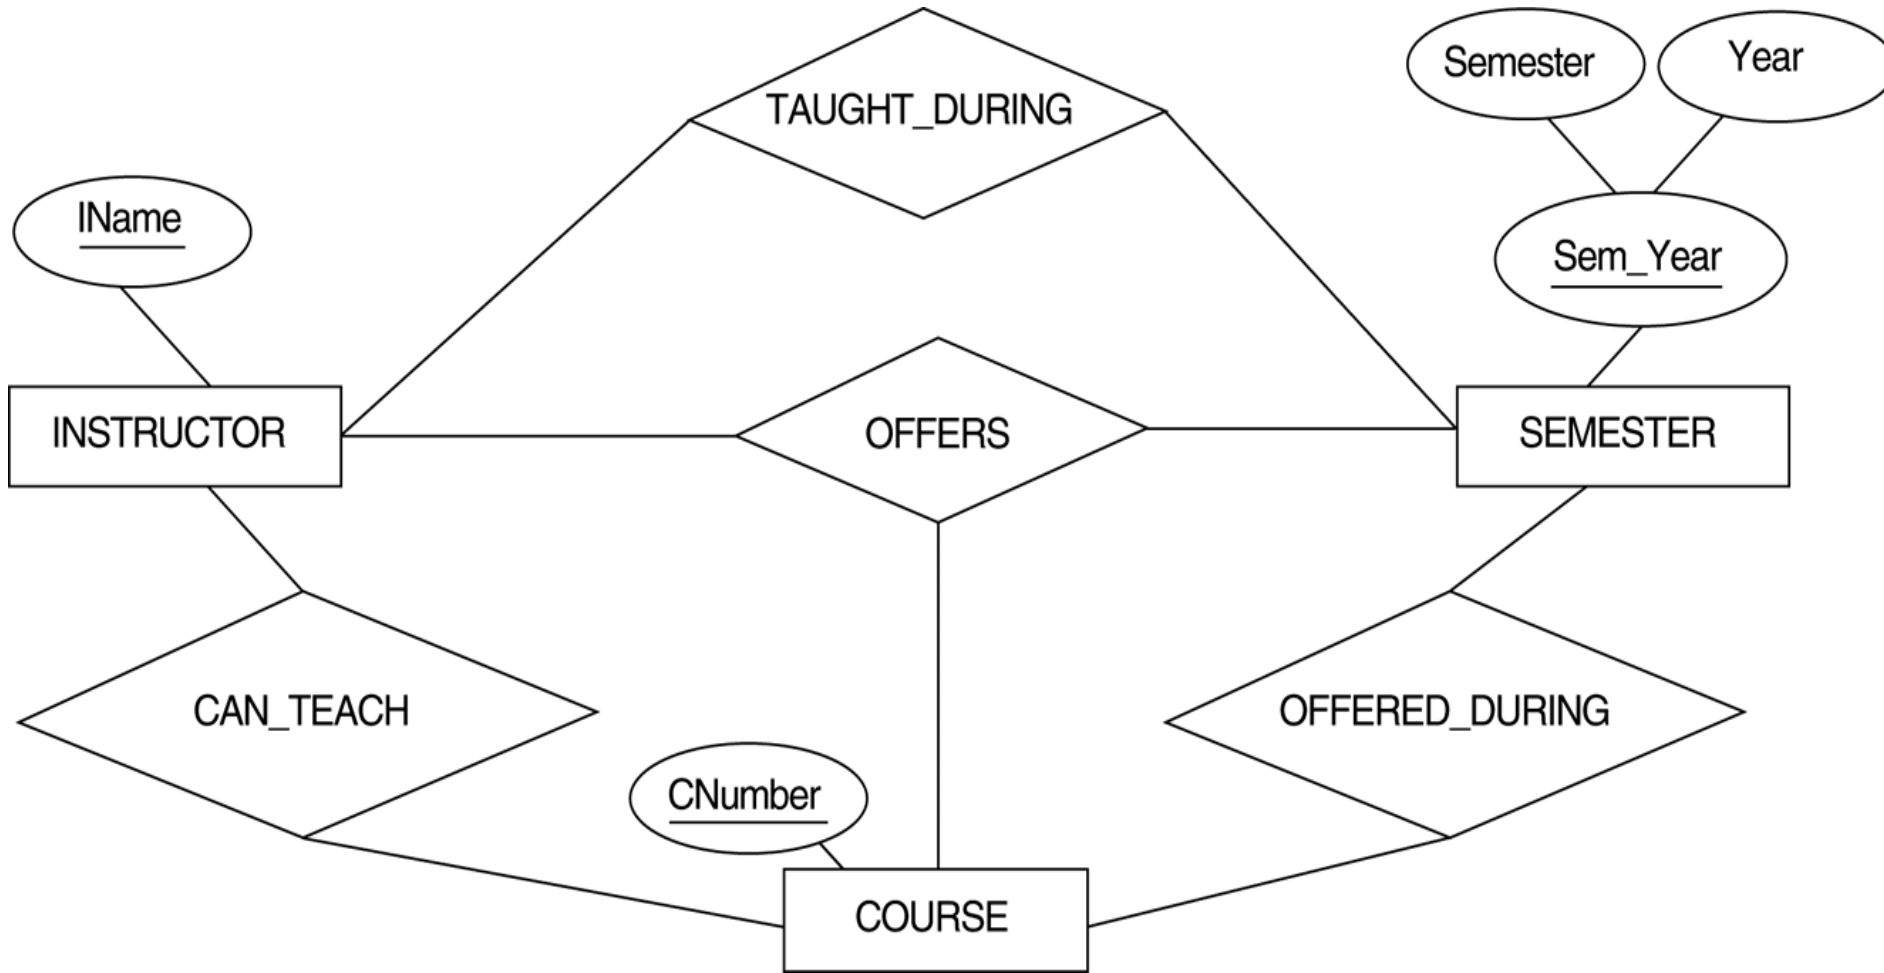 Semester
Year
TAUGHT_DURING
IName
Sem_Year
INSTRUCTOR
OFFERS
SEMESTER
CAN_TEACH
OFFERED_DURING
CNumber
COURSE